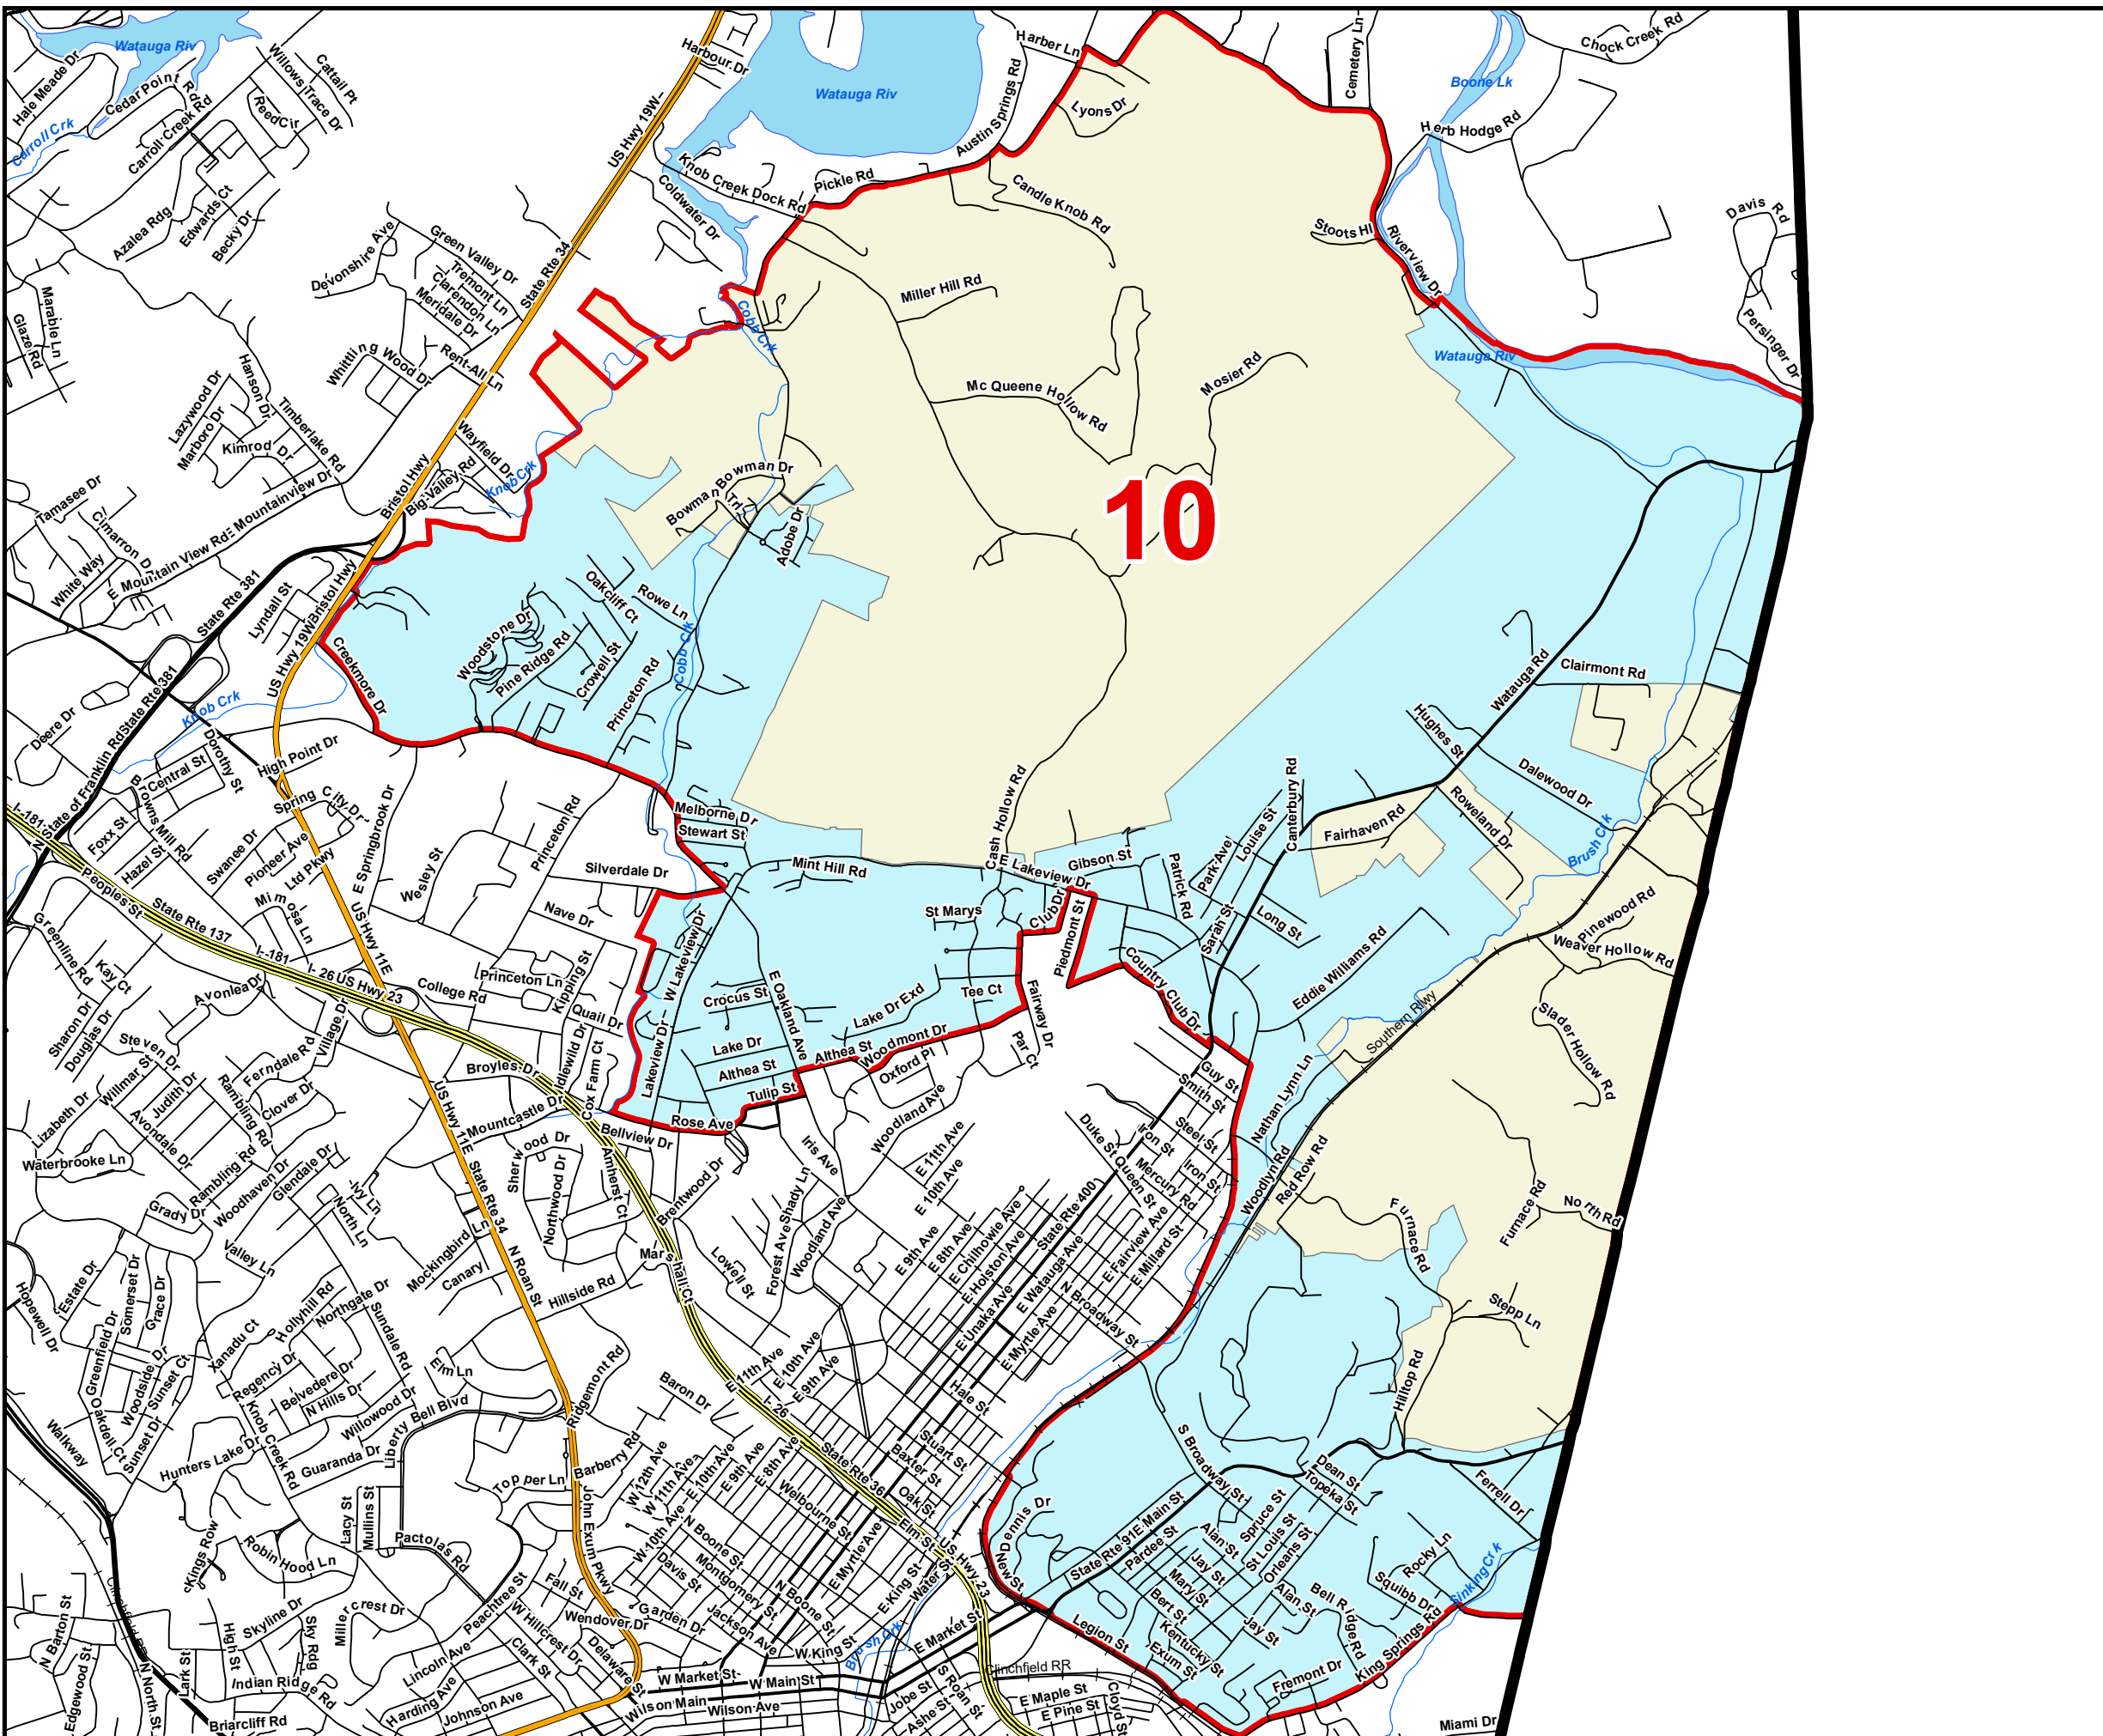 Watauga Riv
Hale Meade Dr
Cedar Point Rd
Carroll Crk
Carroll Creek Rd
Willows Trace Dr
Cattail Pt
Reed Cir
Azalea Rdg
Edwards Ct
Becky Dr
Harbour Dr
US Hwy 19W
Watauga Riv
Harber Ln
Austin Springs Rd
Lyons Dr
Cemetery Ln
Chock Creek Rd
Boone Lk
Herb Hodge Rd
Knob Creek Dock Rd
Pickle Rd
Coldwater Dr
Candle Knob Rd
Stoots Hl
Riverview Dr
Davis Rd
Persinger Dr
Devonshire Ave
Green Valley Dr
Tremont Ln
Clarendon Ln
Meridale Dr
State Rte 34
Marable Ln
Glaze Rd
Whittling Wood Dr
Rent-All Ln
Cobb Crk
Miller Hill Rd
Mc Queene Hollow Rd
Mosier Rd
Watauga Riv
Hanson Dr
Lazywood Dr
Marboro Dr
Timberlake Rd
Kimrod Dr
Wayfield Dr
Big Valley Rd
Knob Crk
Bristol Hwy
Bowman Dr
Bowman Trl
Adobe Dr
10
Tamasee Dr
Cimarron Dr
White Way
E Mountain View Rd
E Mountainview Dr
State Rte 381
Lyndall St
US Hwy 19W
Bristol Hwy
Creekmore Dr
Oakcliff Ct
Rowe Ln
Woodstone Dr
Pine Ridge Rd
Crowell St
Princeton Rd
Cobb Crk
Watauga Rd
Clairmont Rd
Hughes St
Dalewood Dr
Roweland Dr
Fairhaven Rd
Brush Crk
Deere Dr
State Rte 381
N State of Franklin Rd
Knob Crk
Dorothy St
Central St
High Point Dr
Browns Mill Rd
Spring City Dr
Foxx St
Hazel St
Swanee Dr
Pioneer Ave
Ltd Pkwy
E Springbrook Dr
Wesley St
Princeton Rd
Melborne Dr
Stewart St
Silverdale Dr
Mint Hill Rd
Cash Hollow Rd
E Lakeview Dr
Gibson St
Patrick Rd
Park Ave
Louise St
Canterbury Rd
I-181
Peoples St
State Rte 137
Mimosa Ln
US Hwy 11E
Nave Dr
W Lakeview Dr
St Marys
Club Dr
Piedmont St
Sarah St
Long St
Country Club Dr
Eddie Williams Rd
Pinewood Rd
Weaver Hollow Rd
Greenline Rd
Kay Ct
Sharon Dr
Douglas Dr
Avonlea Dr
I-181
I-26 US Hwy 23
College Rd
Princeton Ln
Kipping St
Quail Dr
Crocus St
E Oakland Ave
Lake Dr Exd
Tee Ct
Fairway Dr
Southern Rlwy
Slader Hollow Rd
Steven Dr
Village Dr
Ferndale Rd
Willmar St
Judith Dr
Rambling Rd
Clover Dr
Lizabeth Dr
Avondale Dr
Broyles Dr
Idlewild Dr
Cox Farm Ct
Lakeview Dr
Lake Dr
Althea St
Althea St
Woodmont Dr
Tulip St
Oxford Pl
Par Ct
Guy St
Smith St
Nathan Lynn Ln
Waterbrooke Ln
Rambling Rd
Woodhaven Dr
Glendale Dr
Mountcastle Dr
Bellview Dr
Rose Ave
Iris Ave
Woodland Ave
Steel St
Iron St
Duke St
Queen St
Mercury Rd
Iron St
Woodlyn Rd
Red Row Rd
Furnace Rd
Furnace Rd
North Rd
Grady Dr
Ivy Ln
North Ln
US Hwy 11E
State Rte 34
Sherwood Dr
Northwood Dr
Amherst Ct
Brentwood Dr
Shady Ln
Forest Ave
Woodland Ave
E 11th Ave
E 10th Ave
E 9th Ave
E 8th Ave
E Chilhowie Ave
E Holston Ave
State Rte 400
E Unaka Ave
E Watauga Ave
E Fairview Ave
E Millard St
E Myrtle Ave
N Broadway St
Valley Ln
Mockingbird Ln
Canary
N Roan St
Hillside Rd
Marshall Ct
Lowell St
Stepp Ln
Hopewell Dr
Estate Dr
Somerset Dr
Grace Dr
Hollyhill Rd
Northgate Dr
Sundale Rd
Xanadu Ct
Regency Dr
Belvedere Dr
N Hills Dr
Willowood Dr
Elm Ln
Liberty Bell Blvd
Greenfield Dr
Woodside Dr
Sunset Ct
Sunset Dr
Oakdell Ct
Walkway
Hunters Lake Dr
Knob Creek Rd
Guaranda Dr
Ridgemont Rd
Baron Dr
E 11th Ave
E 10th Ave
E 9th Ave
I-26
Hale St
Hilltop Rd
Topper Ln
Barberry Rd
W 12th Ave
W 11th Ave
E 10th Ave
E 9th Ave
E 8th Ave
State Rte 36
Baxter St
Stuart St
Oak St
Welbourne St
S Broadway St
Dean St
Topeka St
Ferrell Dr
Lacy St
Mullins St
Pactolas Rd
John Exum Pkwy
W 10th Ave
N Boone St
Davis St
Montgomery St
E Myrtle Ave
Elm St
US Hwy 23
Dennis Dr
New St
State Rte 91
E Main St
Pardee St
Alan St
Spruce St
St Louis St
Orleans St
Rocky Ln
Squibb Dr
Sinking Crk
Kings Row
Robin Hood Ln
Clinchfield RR
Peachtree St
Fall St
W Hillcrest Dr
Wendover Dr
Garden Dr
Jackson Ave
N Boone St
E King St
Water St
Jay St
Mary St
Bert St
Alan St
Bell Ridge Rd
Jay St
Kentucky St
Exum St
Legion St
King Springs Rd
Fremont Dr
N Barton St
Edgewood St
N North St
Lark St
High St
Skyline Dr
Sky Rdg
Millercrest Dr
Indian Ridge Rd
Briarcliff Rd
Lincoln Ave
Harding Ave
Johnson Ave
Clark St
Delaware St
W Market St
W King St
W Main St
Wilson Main
Wilson Ave
Brush Crk
E Market St
S Roan St
Clinchfield RR
Jobe St
Ashe St
E Maple St
E Pine St
Cloyd St
Miami Dr